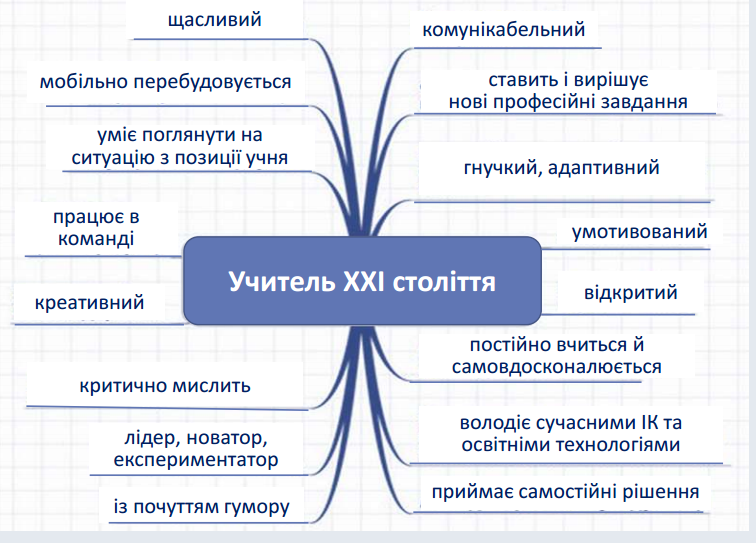 щасливий
мобільно перебудовується
уміє поглянути на
ситуацію з позиції учня
працює в
команді
креативний
критично мислить
лідер, новатор,
експериментатор
із почуттям гумору
Учитель ХХІ століття
комунікабельний
ставить і вирішує
нові професійні завдання
гнучкий, адаптивний
умотивований
відкритий
постійно вчиться й
самовдосконалюється
володіє сучасними ІК та
освітніми технологіями
приймає самостійні рішення